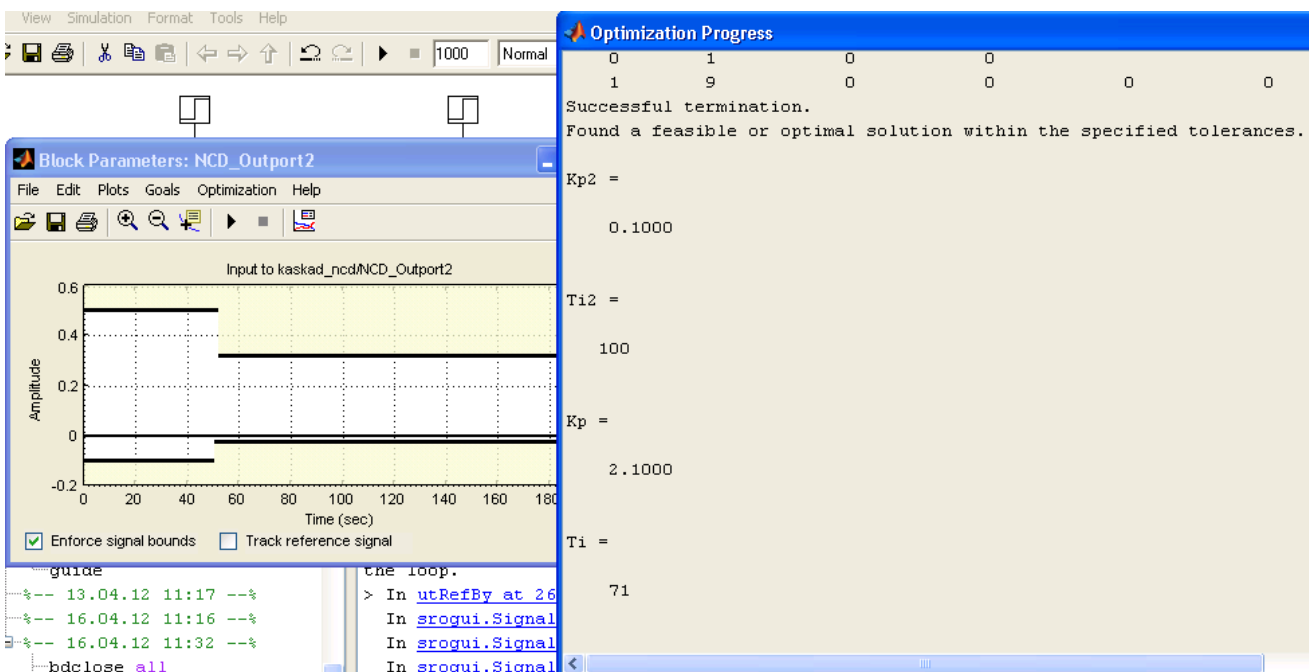 View Simulation Format Tools Help
1000 Normal
Block Parameters: NCD_Outport2
File Edit Plots Goals Optimization Help
Input to kaskad_ncd/NCD_Outport2
0.6
0.4
0.2
0
-0.2
Amplitude
0 20 40 60 80 100 120 140 160 180
Time (sec)
Enforce signal bounds Track reference signal
guide
%-- 13.04.12 11:17 --%
%-- 16.04.12 11:16 --%
%-- 16.04.12 11:32 --%
bdclose all
the loop.
> In utRefBy at 26
In srogui.Signal
In srogui.Signal
In srogui.Signal
Optimization Progress
0 1 0 0
1 9 0 0 0 0
Successful termination.
Found a feasible or optimal solution within the specified tolerances.
Kp2 =
0.1000
Ti2 =
100
Kp =
2.1000
Ti =
71